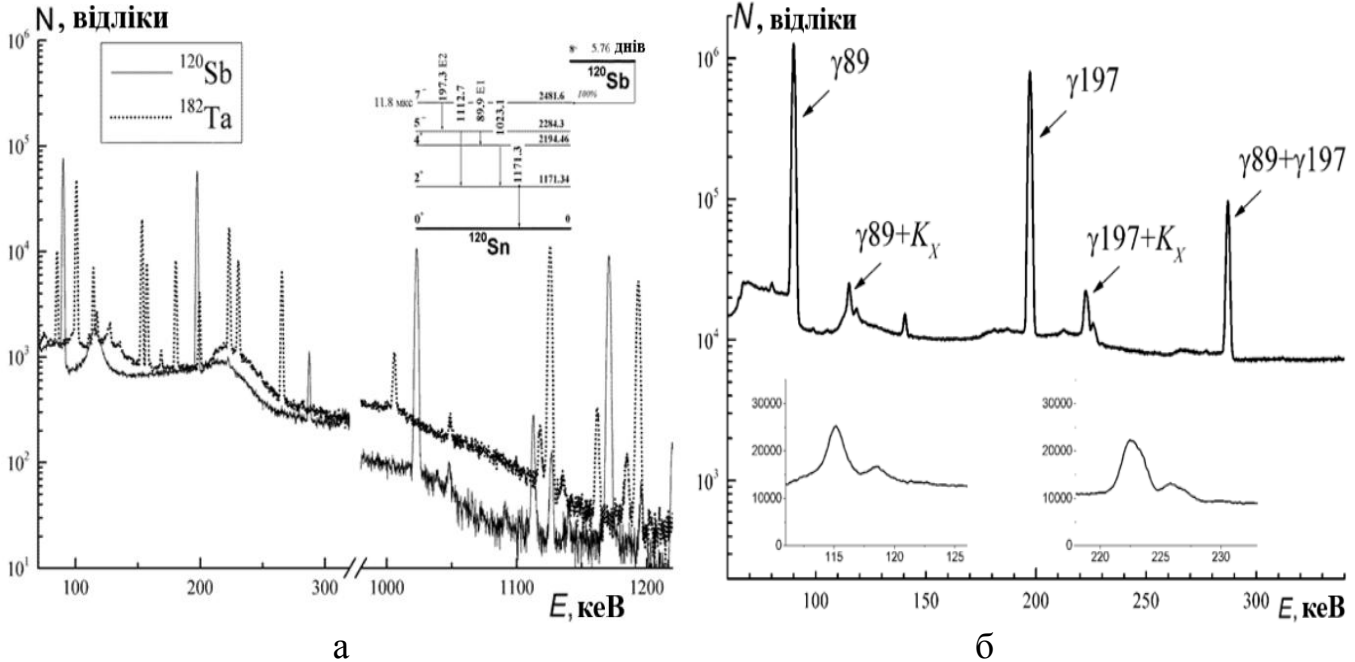 N, відліки
10⁶
10⁵
10⁴
10³
10²
10¹
¹²⁰Sb
¹⁸²Ta
8⁻ 5.76 днів
¹²⁰Sb
100%
11.8 мкс
7⁻ 197.3 E2 1112.7 89.9 E1 1023.1 2481.6
5⁻ 2284.3
4⁺ 2194.46
1171.3
2⁺ 1171.34
0⁺ 0
¹²⁰Sn
100 200 300 1000 1100 1200
E, кеВ
а
N, відліки
10⁶
10⁵
10⁴
10³
γ89
γ197
γ89+γ197
γ89+K_X
γ197+K_X
30000
20000
10000
0
115 120 125
30000
20000
10000
0
220 225 230
100 150 200 250 300
E, кеВ
б